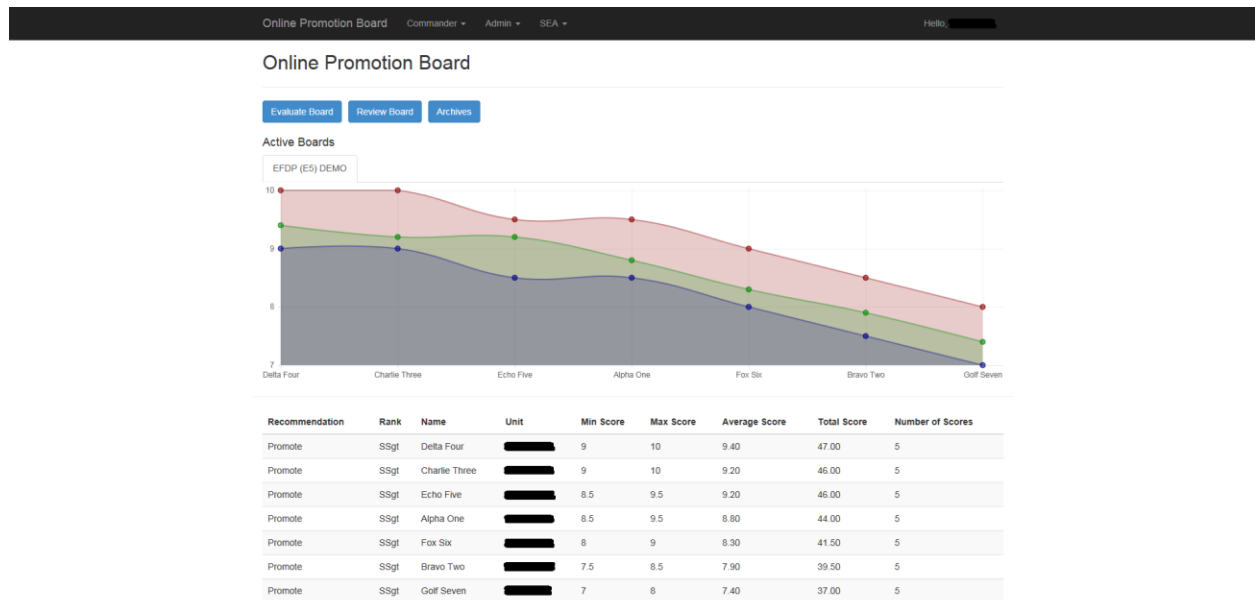 Online Promotion Board Commander Admin SEA Hello,
Online Promotion Board
Evaluate Board Review Board Archives
Active Boards
EFDP (E5) DEMO
10
9
8
7
Delta Four Charlie Three Echo Five Alpha One Fox Six Bravo Two Golf Seven
Recommendation Rank Name Unit Min Score Max Score Average Score Total Score Number of Scores
Promote SSgt Delta Four 9 10 9.40 47.00 5
Promote SSgt Charlie Three 9 10 9.20 46.00 5
Promote SSgt Echo Five 8.5 9.5 9.20 46.00 5
Promote SSgt Alpha One 8.5 9.5 8.80 44.00 5
Promote SSgt Fox Six 8 9 8.30 41.50 5
Promote SSgt Bravo Two 7.5 8.5 7.90 39.50 5
Promote SSgt Golf Seven 7 8 7.40 37.00 5